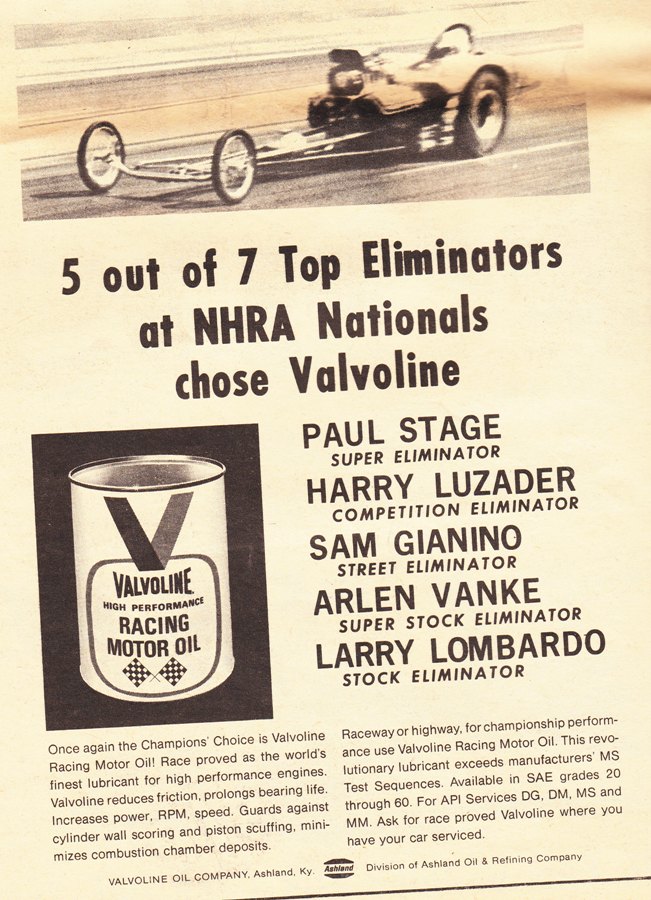 5 out of 7 Top Eliminators
at NHRA Nationals
chose Valvoline
VALVOLINE
HIGH PERFORMANCE
RACING
MOTOR OIL
PAUL STAGE
SUPER ELIMINATOR
HARRY LUZADER
COMPETITION ELIMINATOR
SAM GIANINO
STREET ELIMINATOR
ARLEN VANKE
SUPER STOCK ELIMINATOR
LARRY LOMBARDO
STOCK ELIMINATOR
Once again the Champions' Choice is Valvoline
Racing Motor Oil! Race proved as the world's
finest lubricant for high performance engines.
Valvoline reduces friction, prolongs bearing life.
Increases power, RPM, speed. Guards against
cylinder wall scoring and piston scuffing, mini-
mizes combustion chamber deposits.
Raceway or highway, for championship perform-
ance use Valvoline Racing Motor Oil. This revo-
lutionary lubricant exceeds manufacturers' MS
Test Sequences. Available in SAE grades 20
through 60. For API Services DG, DM, MS and
MM. Ask for race proved Valvoline where you
have your car serviced.
VALVOLINE OIL COMPANY, Ashland, Ky. Ashland Division of Ashland Oil & Refining Company